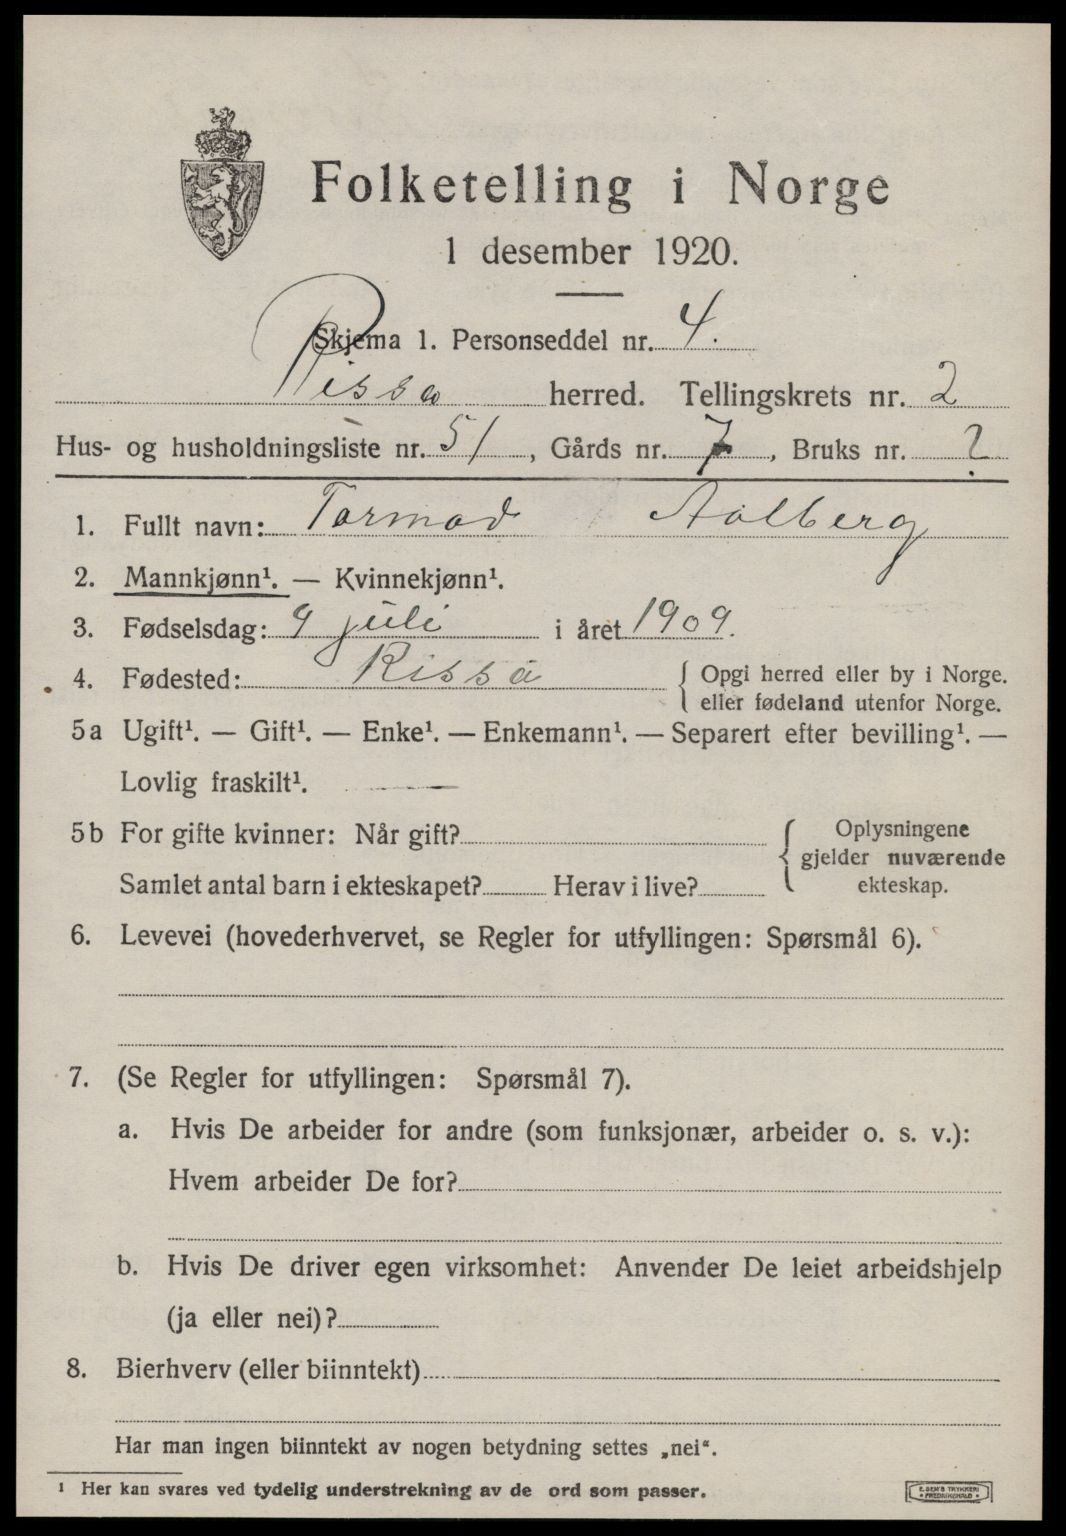 Folketelling i Norge
1 desember 1920.
Skjema 1. Personseddel nr. 4.
Rissa herred. Tellingskrets nr. 2
Hus- og husholdningsliste nr. 51, Gårds nr. 7, Bruks nr. ?
1. Fullt navn: Tormod Aalberg
2. Mannkjønn¹. — Kvinnekjønn¹.
3. Fødselsdag: 9 juli i året 1909.
4. Fødested: Rissa { Opgi herred eller by i Norge.
eller fødeland utenfor Norge.
5a Ugift¹. — Gift¹. — Enke¹. — Enkemann¹. — Separert efter bevilling¹. —
Lovlig fraskilt¹.
5b For gifte kvinner: Når gift? { Oplysningene
gjelder nuværende
Samlet antal barn i ekteskapet? Herav i live? ekteskap.
6. Levevei (hovederhvervet, se Regler for utfyllingen: Spørsmål 6).
7. (Se Regler for utfyllingen: Spørsmål 7).
a. Hvis De arbeider for andre (som funksjonær, arbeider o. s. v.):
Hvem arbeider De for?
b. Hvis De driver egen virksomhet: Anvender De leiet arbeidshjelp
(ja eller nei)?
8. Bierhverv (eller biinntekt)
Har man ingen biinntekt av nogen betydning settes „nei“.
¹ Her kan svares ved tydelig understrekning av de ord som passer.
E. SEM'S TRYKKERI
• FREDRIKSHALD •